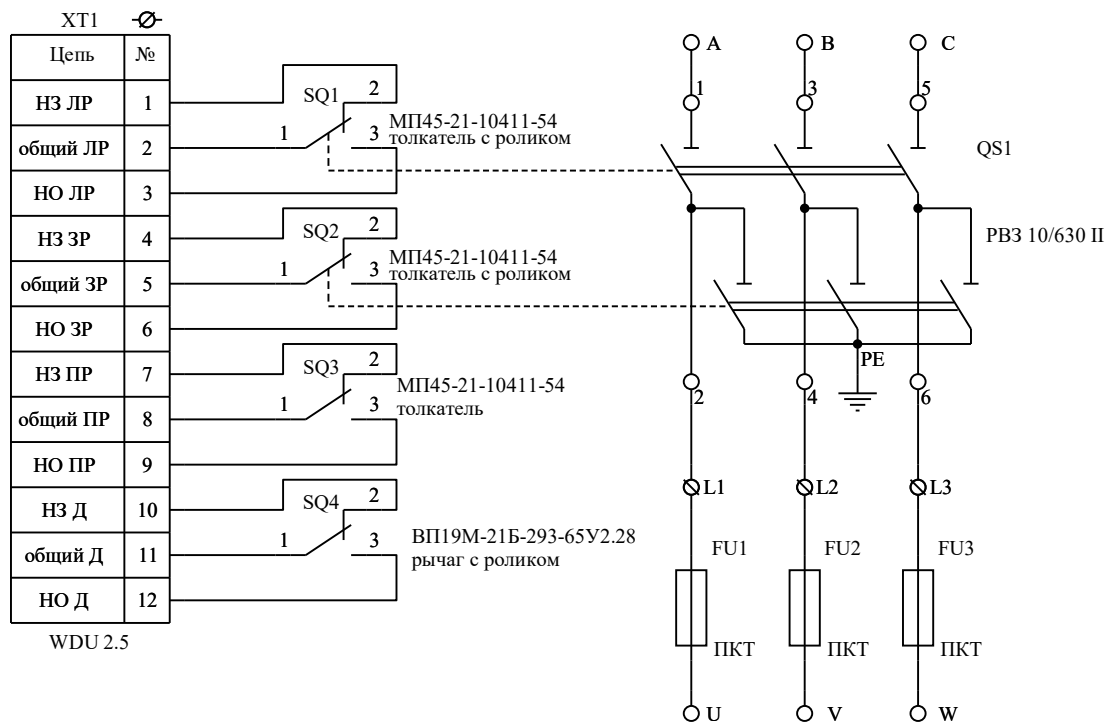 XT1
Цепь №
НЗ ЛР 1
общий ЛР 2
НО ЛР 3
НЗ ЗР 4
общий ЗР 5
НО ЗР 6
НЗ ПР 7
общий ПР 8
НО ПР 9
НЗ Д 10
общий Д 11
НО Д 12
WDU 2.5
SQ1 2
1 3
МП45-21-10411-54
толкатель с роликом
SQ2 2
1 3
МП45-21-10411-54
толкатель с роликом
SQ3 2
1 3
МП45-21-10411-54
толкатель
SQ4 2
1 3
ВП19М-21Б-293-65У2.28
рычаг с роликом
A B C
1 3 5
QS1
РВЗ 10/630 II
PE
2 4 6
L1 L2 L3
FU1 FU2 FU3
ПКТ ПКТ ПКТ
U V W